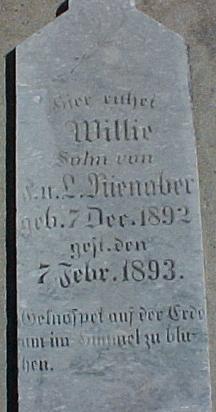 Hier ruhet
Willie
Sohn von
F. u. L. Nienaber
geb. 7 Dec. 1892
gest. den
7 Febr. 1893.
Geknospet auf der Erde
um im Himmel zu blü-
hen.